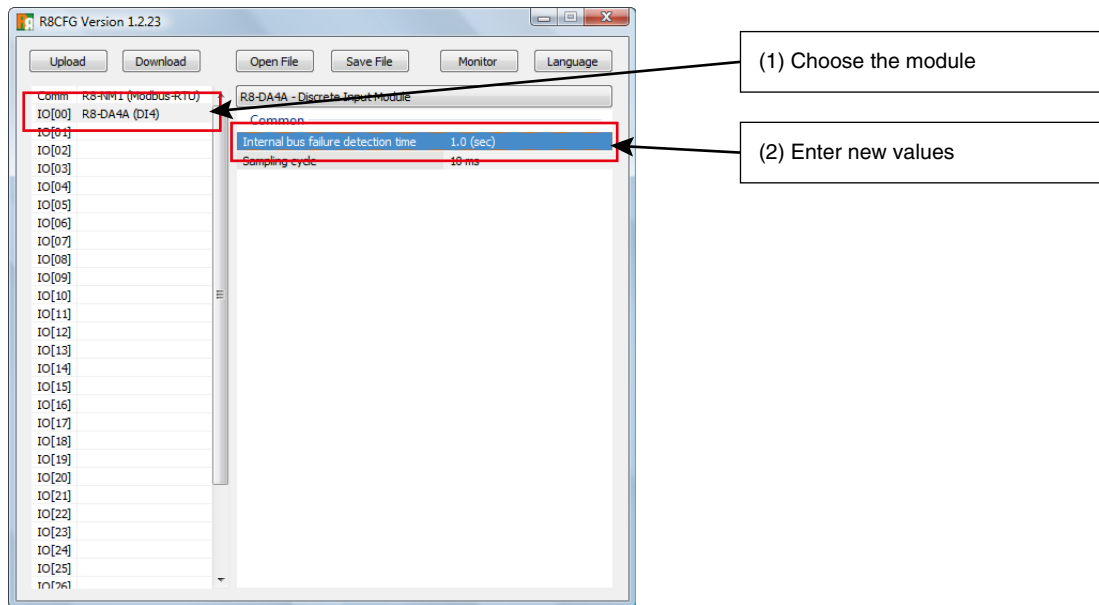 R8CFG Version 1.2.23
Upload Download Open File Save File Monitor Language
(1) Choose the module
Comm R8-NM1 (Modbus-RTU) R8-DA4A - Discrete Input Module
IO[00] R8-DA4A (DI4) Common
IO[01] Internal bus failure detection time 1.0 (sec)
(2) Enter new values
IO[02]
IO[03] Sampling cycle 10 ms
IO[04]
IO[05]
IO[06]
IO[07]
IO[08]
IO[09]
IO[10]
IO[11]
IO[12]
IO[13]
IO[14]
IO[15]
IO[16]
IO[17]
IO[18]
IO[19]
IO[20]
IO[21]
IO[22]
IO[23]
IO[24]
IO[25]
IO[26]